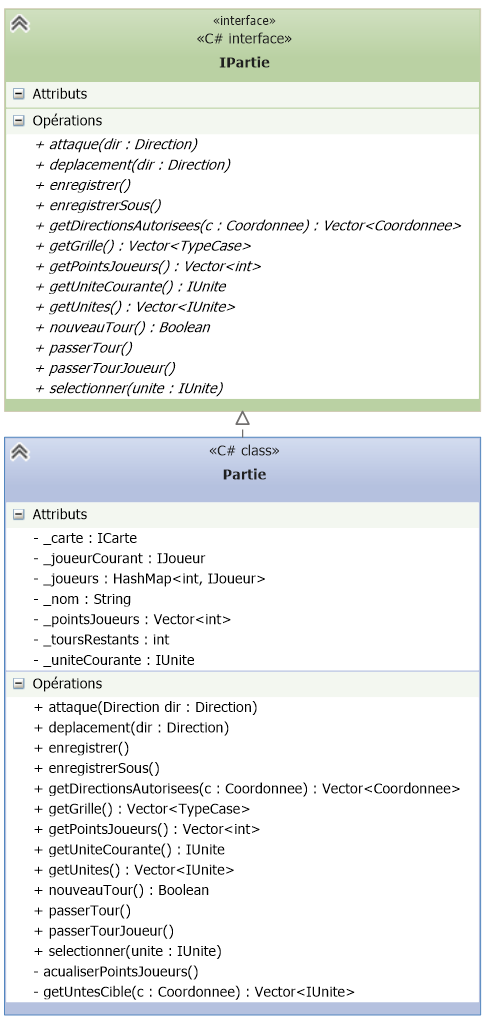 «interface»
«C# interface»
IPartie
Attributs
Opérations
+ attaque(dir : Direction)
+ deplacement(dir : Direction)
+ enregistrer()
+ enregistrerSous()
+ getDirectionsAutorisees(c : Coordonnee) : Vector<Coordonnee>
+ getGrille() : Vector<TypeCase>
+ getPointsJoueurs() : Vector<int>
+ getUniteCourante() : IUnite
+ getUnites() : Vector<IUnite>
+ nouveauTour() : Boolean
+ passerTour()
+ passerTourJoueur()
+ selectionner(unite : IUnite)
«C# class»
Partie
Attributs
- _carte : ICarte
- _joueurCourant : IJoueur
- _joueurs : HashMap<int, IJoueur>
- _nom : String
- _pointsJoueurs : Vector<int>
- _toursRestants : int
- _uniteCourante : IUnite
Opérations
+ attaque(Direction dir : Direction)
+ deplacement(dir : Direction)
+ enregistrer()
+ enregistrerSous()
+ getDirectionsAutorisees(c : Coordonnee) : Vector<Coordonnee>
+ getGrille() : Vector<TypeCase>
+ getPointsJoueurs() : Vector<int>
+ getUniteCourante() : IUnite
+ getUnites() : Vector<IUnite>
+ nouveauTour() : Boolean
+ passerTour()
+ passerTourJoueur()
+ selectionner(unite : IUnite)
- acualiserPointsJoueurs()
- getUntesCible(c : Coordonnee) : Vector<IUnite>